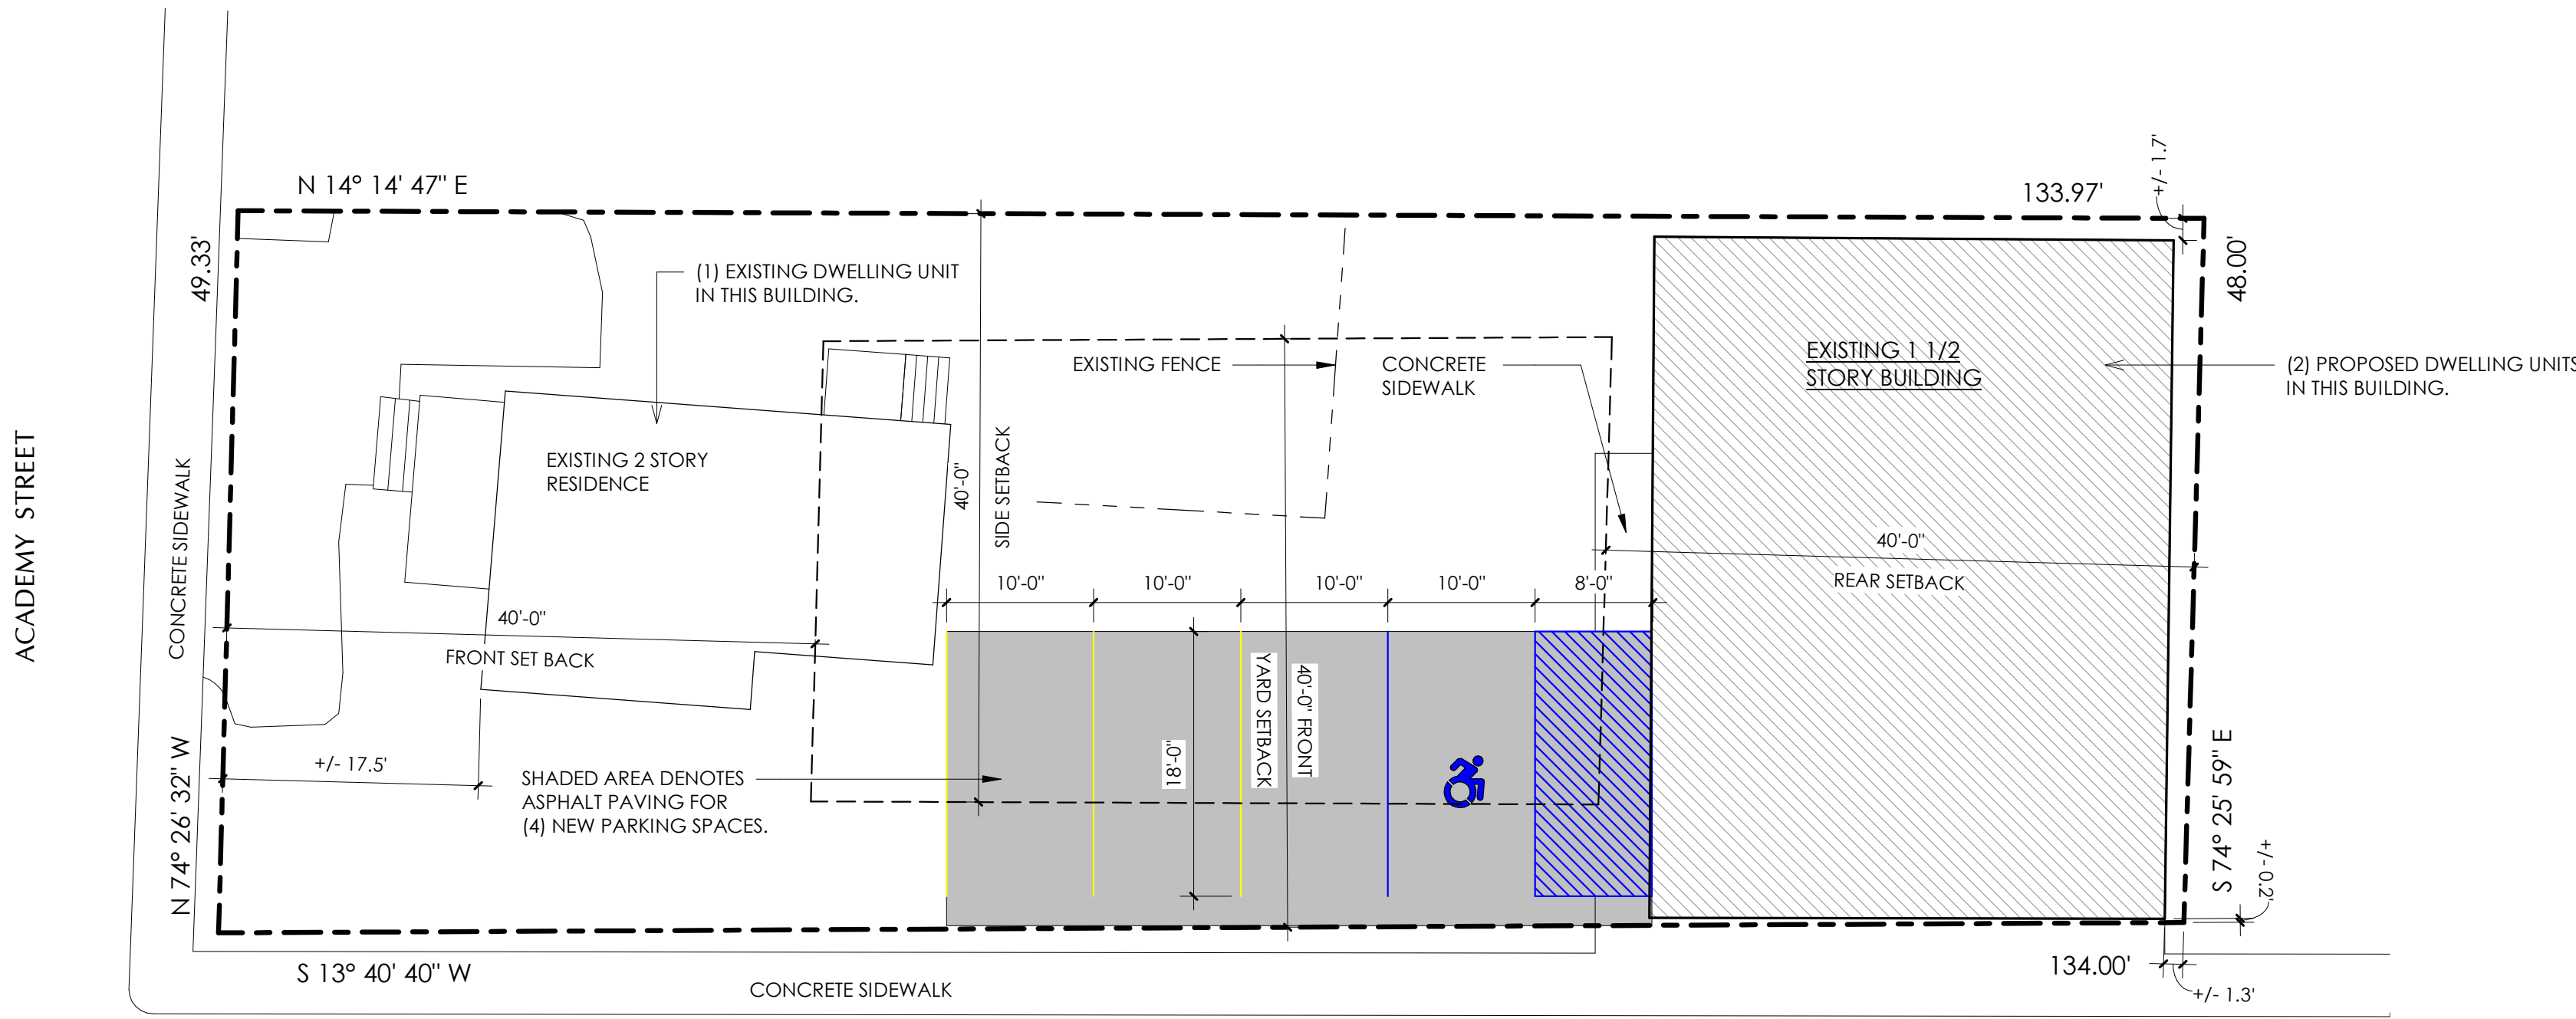 +/- 1.7'
N 14° 14' 47" E
133.97'
49.33'
48.00'
(1) EXISTING DWELLING UNIT
IN THIS BUILDING.
EXISTING FENCE
CONCRETE
SIDEWALK
EXISTING 1 1/2
STORY BUILDING
(2) PROPOSED DWELLING UNITS
IN THIS BUILDING.
ACADEMY STREET
CONCRETE SIDEWALK
EXISTING 2 STORY
RESIDENCE
40'-0"
SIDE SETBACK
40'-0"
REAR SETBACK
10'-0"
10'-0"
10'-0"
10'-0"
8'-0"
40'-0"
FRONT SET BACK
YARD SETBACK
40'-0" FRONT
18'-0"
+/- 17.5'
SHADED AREA DENOTES
ASPHALT PAVING FOR
(4) NEW PARKING SPACES.
N 74° 26' 32" W
S 74° 25' 59" E
+/- 0.2'
S 13° 40' 40" W
134.00'
CONCRETE SIDEWALK
+/- 1.3'